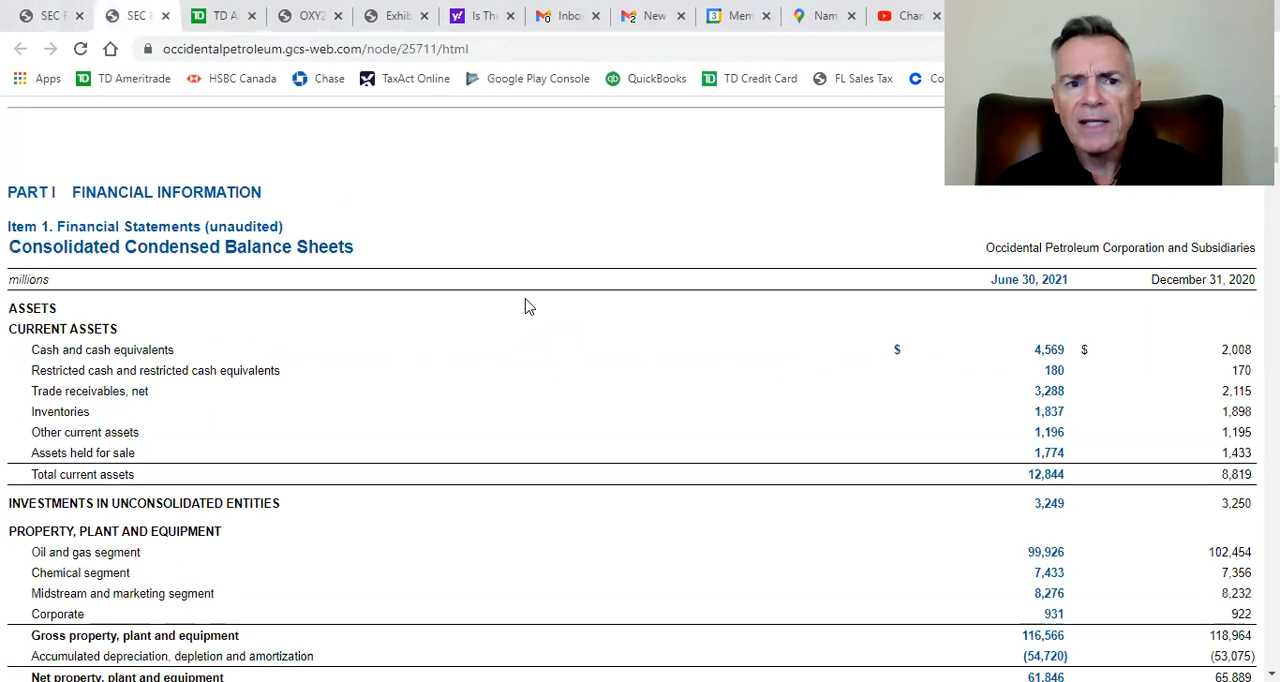 SEC F
SEC F
TD A
OXY2
Exhib
Is The
Inbo
New
Mem
Nam
Chan
occidentalpetroleum.gcs-web.com/node/25711/html
Apps TD Ameritrade HSBC Canada Chase TaxAct Online Google Play Console QuickBooks TD Credit Card FL Sales Tax Co
PART I FINANCIAL INFORMATION
Item 1. Financial Statements (unaudited)
Consolidated Condensed Balance Sheets Occidental Petroleum Corporation and Subsidiaries
millions June 30, 2021 December 31, 2020
ASSETS
CURRENT ASSETS
Cash and cash equivalents $ 4,569 $ 2,008
Restricted cash and restricted cash equivalents 180 170
Trade receivables, net 3,288 2,115
Inventories 1,837 1,898
Other current assets 1,196 1,195
Assets held for sale 1,774 1,433
Total current assets 12,844 8,819
INVESTMENTS IN UNCONSOLIDATED ENTITIES 3,249 3,250
PROPERTY, PLANT AND EQUIPMENT
Oil and gas segment 99,926 102,454
Chemical segment 7,433 7,356
Midstream and marketing segment 8,276 8,232
Corporate 931 922
Gross property, plant and equipment 116,566 118,964
Accumulated depreciation, depletion and amortization (54,720) (53,075)
Net property, plant and equipment 61,846 65,889